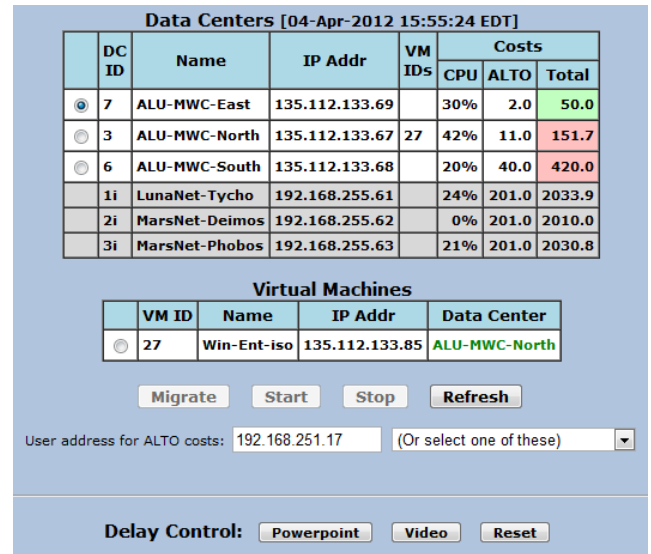 Data Centers [04-Apr-2012 15:55:24 EDT]
DC ID Name IP Addr VM IDs Costs
CPU ALTO Total
7 ALU-MWC-East 135.112.133.69 30% 2.0 50.0
3 ALU-MWC-North 135.112.133.67 27 42% 11.0 151.7
6 ALU-MWC-South 135.112.133.68 20% 40.0 420.0
1i LunaNet-Tycho 192.168.255.61 24% 201.0 2033.9
2i MarsNet-Deimos 192.168.255.62 0% 201.0 2010.0
3i MarsNet-Phobos 192.168.255.63 21% 201.0 2030.8
Virtual Machines
VM ID Name IP Addr Data Center
27 Win-Ent-iso 135.112.133.85 ALU-MWC-North
Migrate Start Stop Refresh
User address for ALTO costs: 192.168.251.17 (Or select one of these)
Delay Control: Powerpoint Video Reset